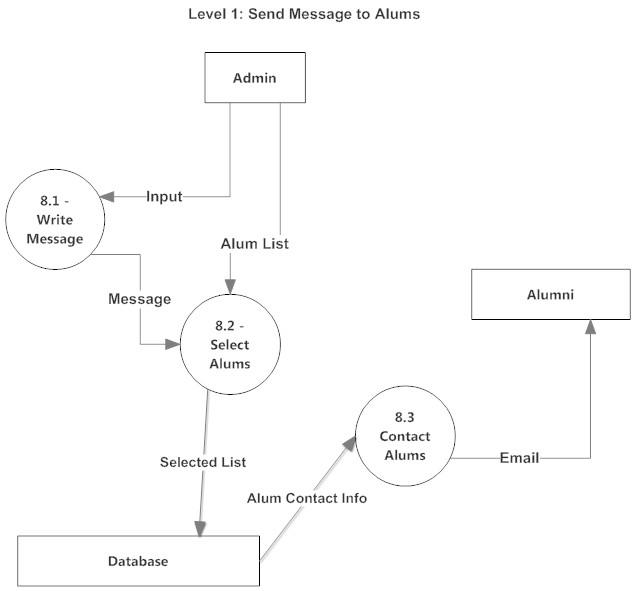 Level 1: Send Message to Alums
Admin
Input
8.1 -
Write
Message
Alum List
Message
Alumni
8.2 -
Select
Alums
8.3
Contact
Alums
Selected List
Email
Alum Contact Info
Database